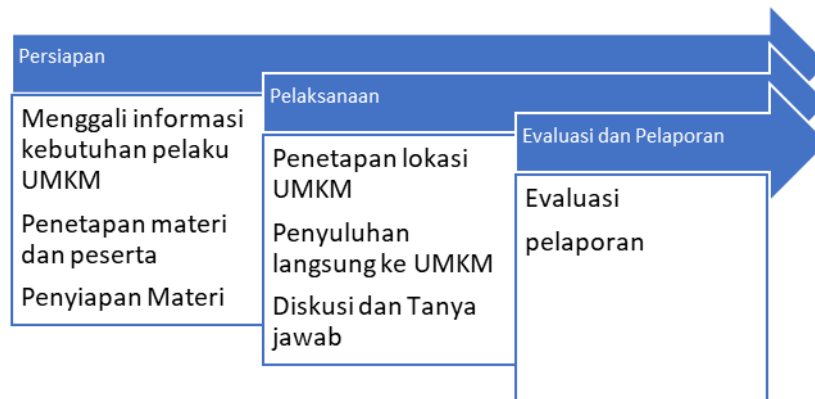 Persiapan
Menggali informasi
kebutuhan pelaku
UMKM
Penetapan materi
dan peserta
Penyiapan Materi
Pelaksanaan
Penetapan lokasi
UMKM
Penyuluhan
langsung ke UMKM
Diskusi dan Tanya
jawab
Evaluasi dan Pelaporan
Evaluasi
pelaporan